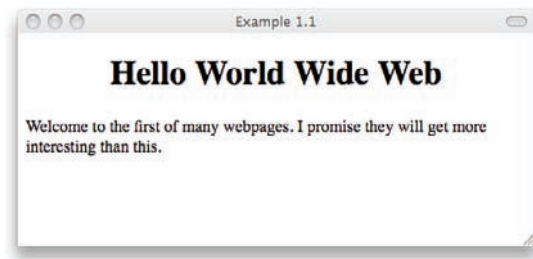 Example 1.1
Hello World Wide Web
Welcome to the first of many webpages. I promise they will get more
interesting than this.